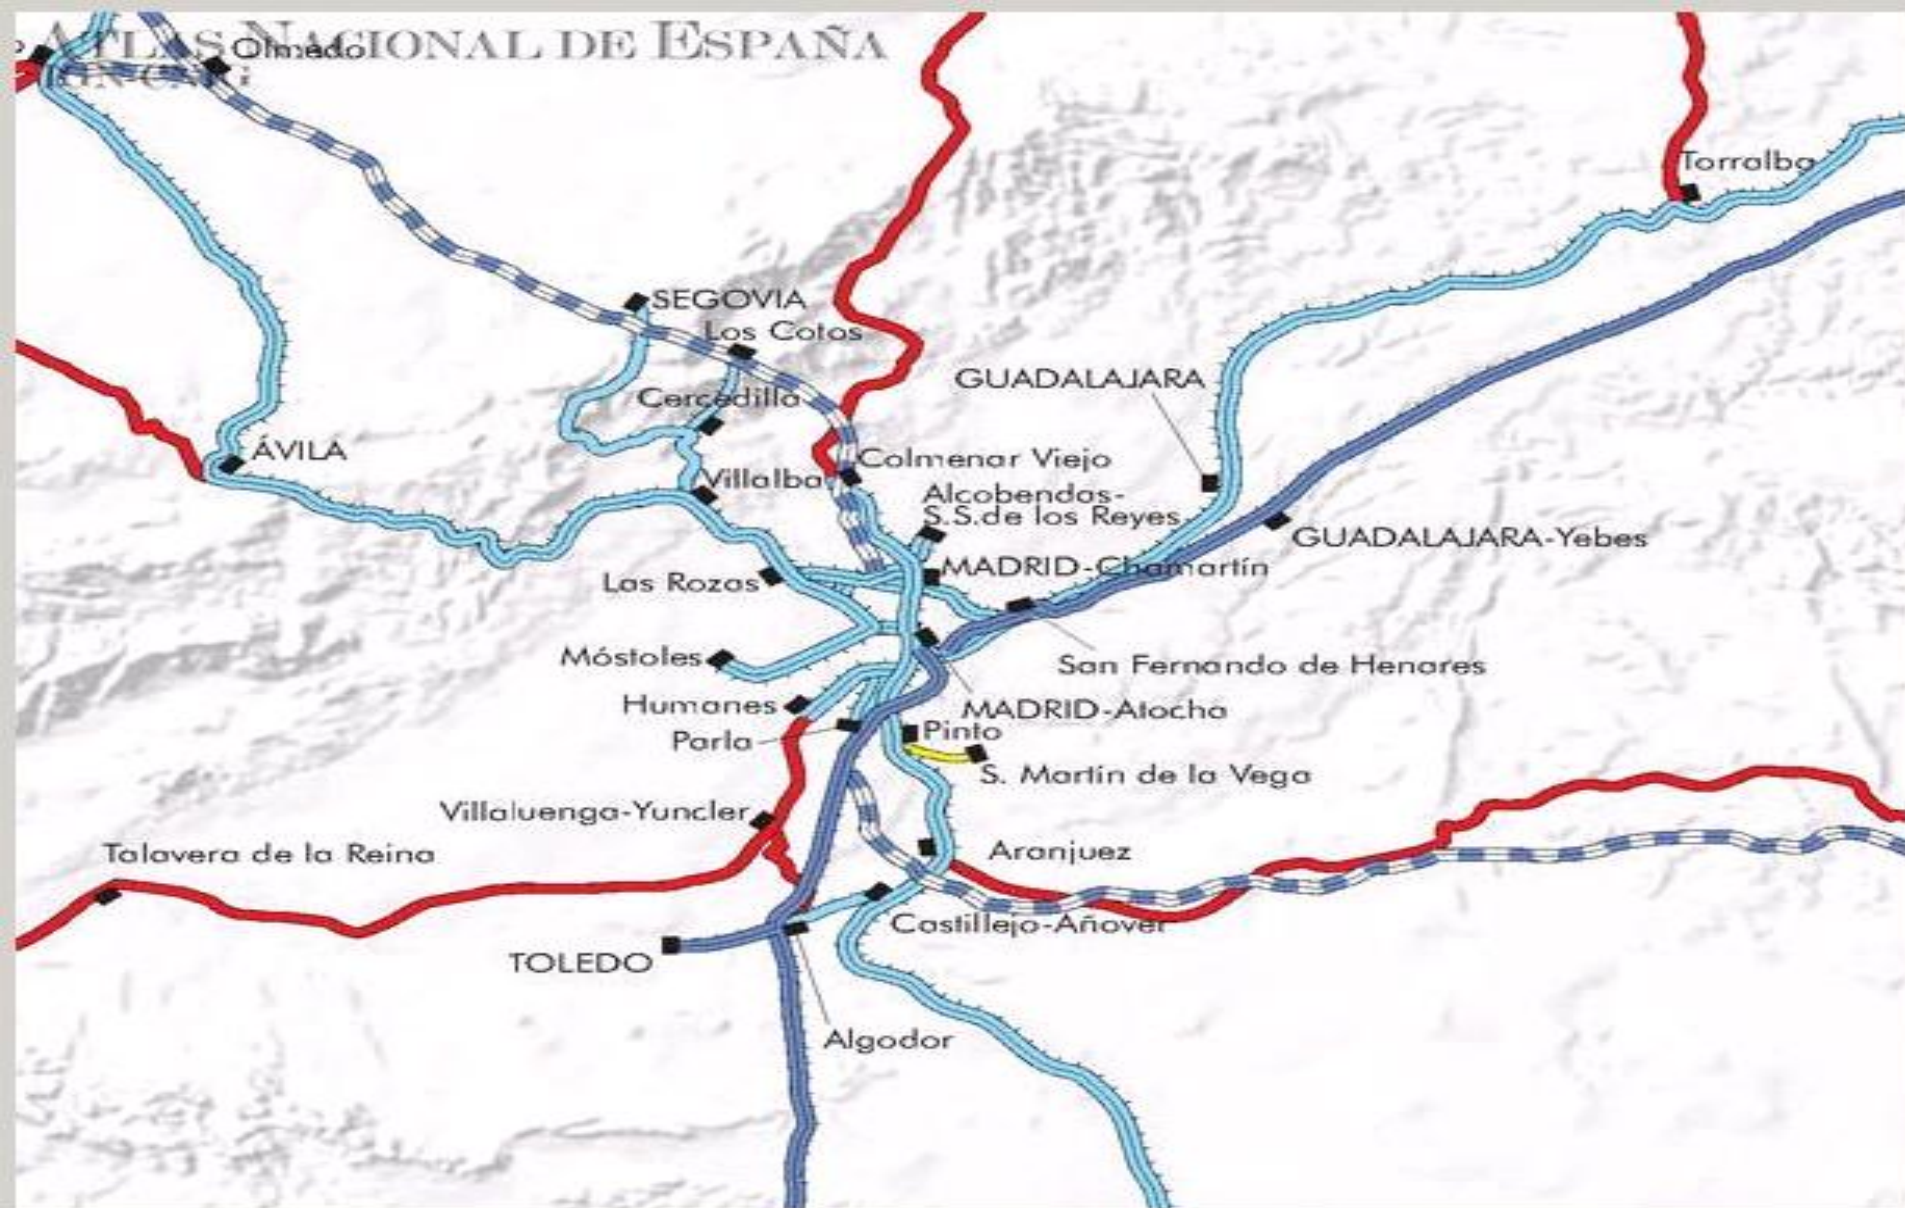 ATLAS NACIONAL DE ESPAÑA
Olmedo
Torralba
SEGOVIA
Los Cotos
GUADALAJARA
Cercedilla
ÁVILA
Colmenar Viejo
Villalba
Alcobendas-
S.S.de los Reyes
GUADALAJARA-Yebes
MADRID-Chamartín
Las Rozas
Móstoles
San Fernando de Henares
Humanes
MADRID-Atocha
Parla
Pinto
S. Martín de la Vega
Villaluenga-Yuncler
Talavera de la Reina
Aranjuez
Castillejo-Añover
TOLEDO
Algodor